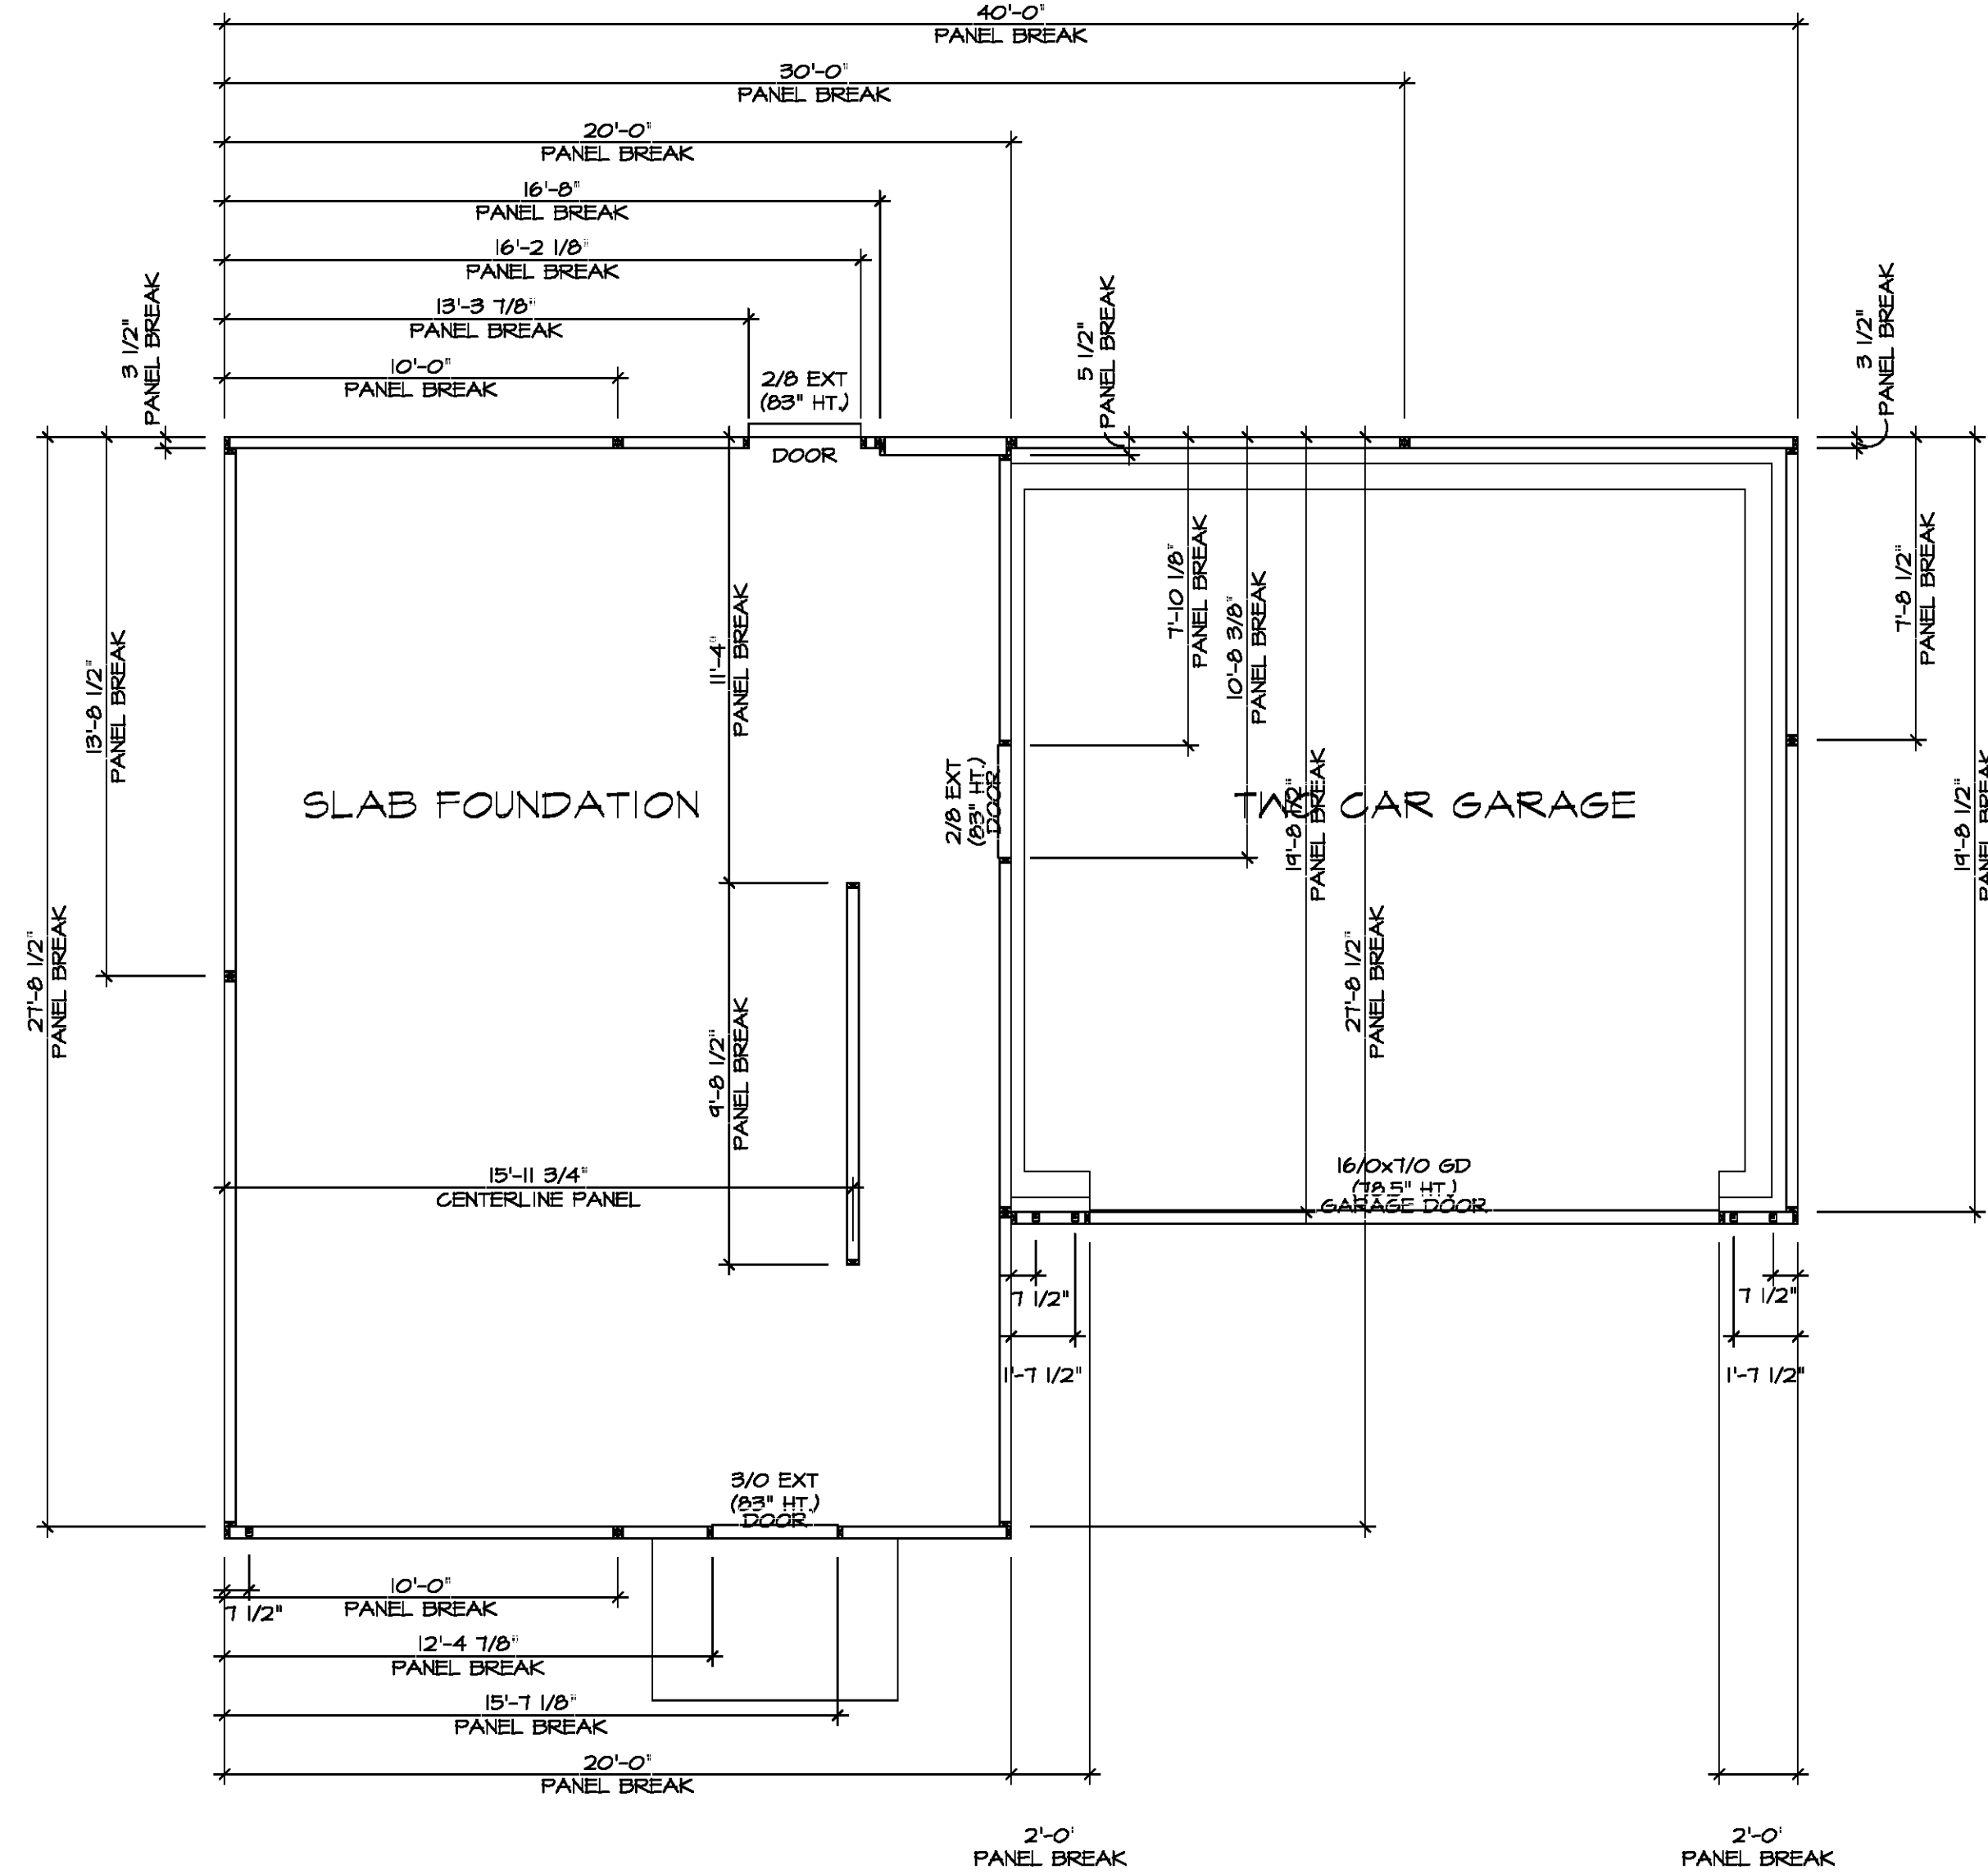 40'-0"
PANEL BREAK
30'-0"
PANEL BREAK
20'-0"
PANEL BREAK
16'-8"
PANEL BREAK
16'-2 1/8"
PANEL BREAK
13'-3 7/8"
PANEL BREAK
10'-0"
PANEL BREAK
3 1/2"
PANEL BREAK
2/8 EXT
(83" HT.)
DOOR
5 1/2"
PANEL BREAK
3 1/2"
PANEL BREAK
7'-10 1/8"
PANEL BREAK
10'-8 3/8"
PANEL BREAK
7'-8 1/2"
PANEL BREAK
11'-4"
PANEL BREAK
13'-8 1/2"
PANEL BREAK
SLAB FOUNDATION
2/8 EXT
(83" HT.)
DOOR
TWO CAR GARAGE
19'-8 1/2"
PANEL BREAK
19'-8 1/2"
PANEL BREAK
27'-8 1/2"
PANEL BREAK
27'-8 1/2"
PANEL BREAK
9'-8 1/2"
PANEL BREAK
15'-11 3/4"
CENTERLINE PANEL
16/0x7/0 GD
(78.5" HT.)
GARAGE DOOR
7 1/2"
7 1/2"
1'-7 1/2"
1'-7 1/2"
3/0 EXT
(83" HT.)
DOOR
10'-0"
PANEL BREAK
7 1/2"
12'-4 7/8"
PANEL BREAK
15'-7 1/8"
PANEL BREAK
20'-0"
PANEL BREAK
2'-0"
PANEL BREAK
2'-0"
PANEL BREAK